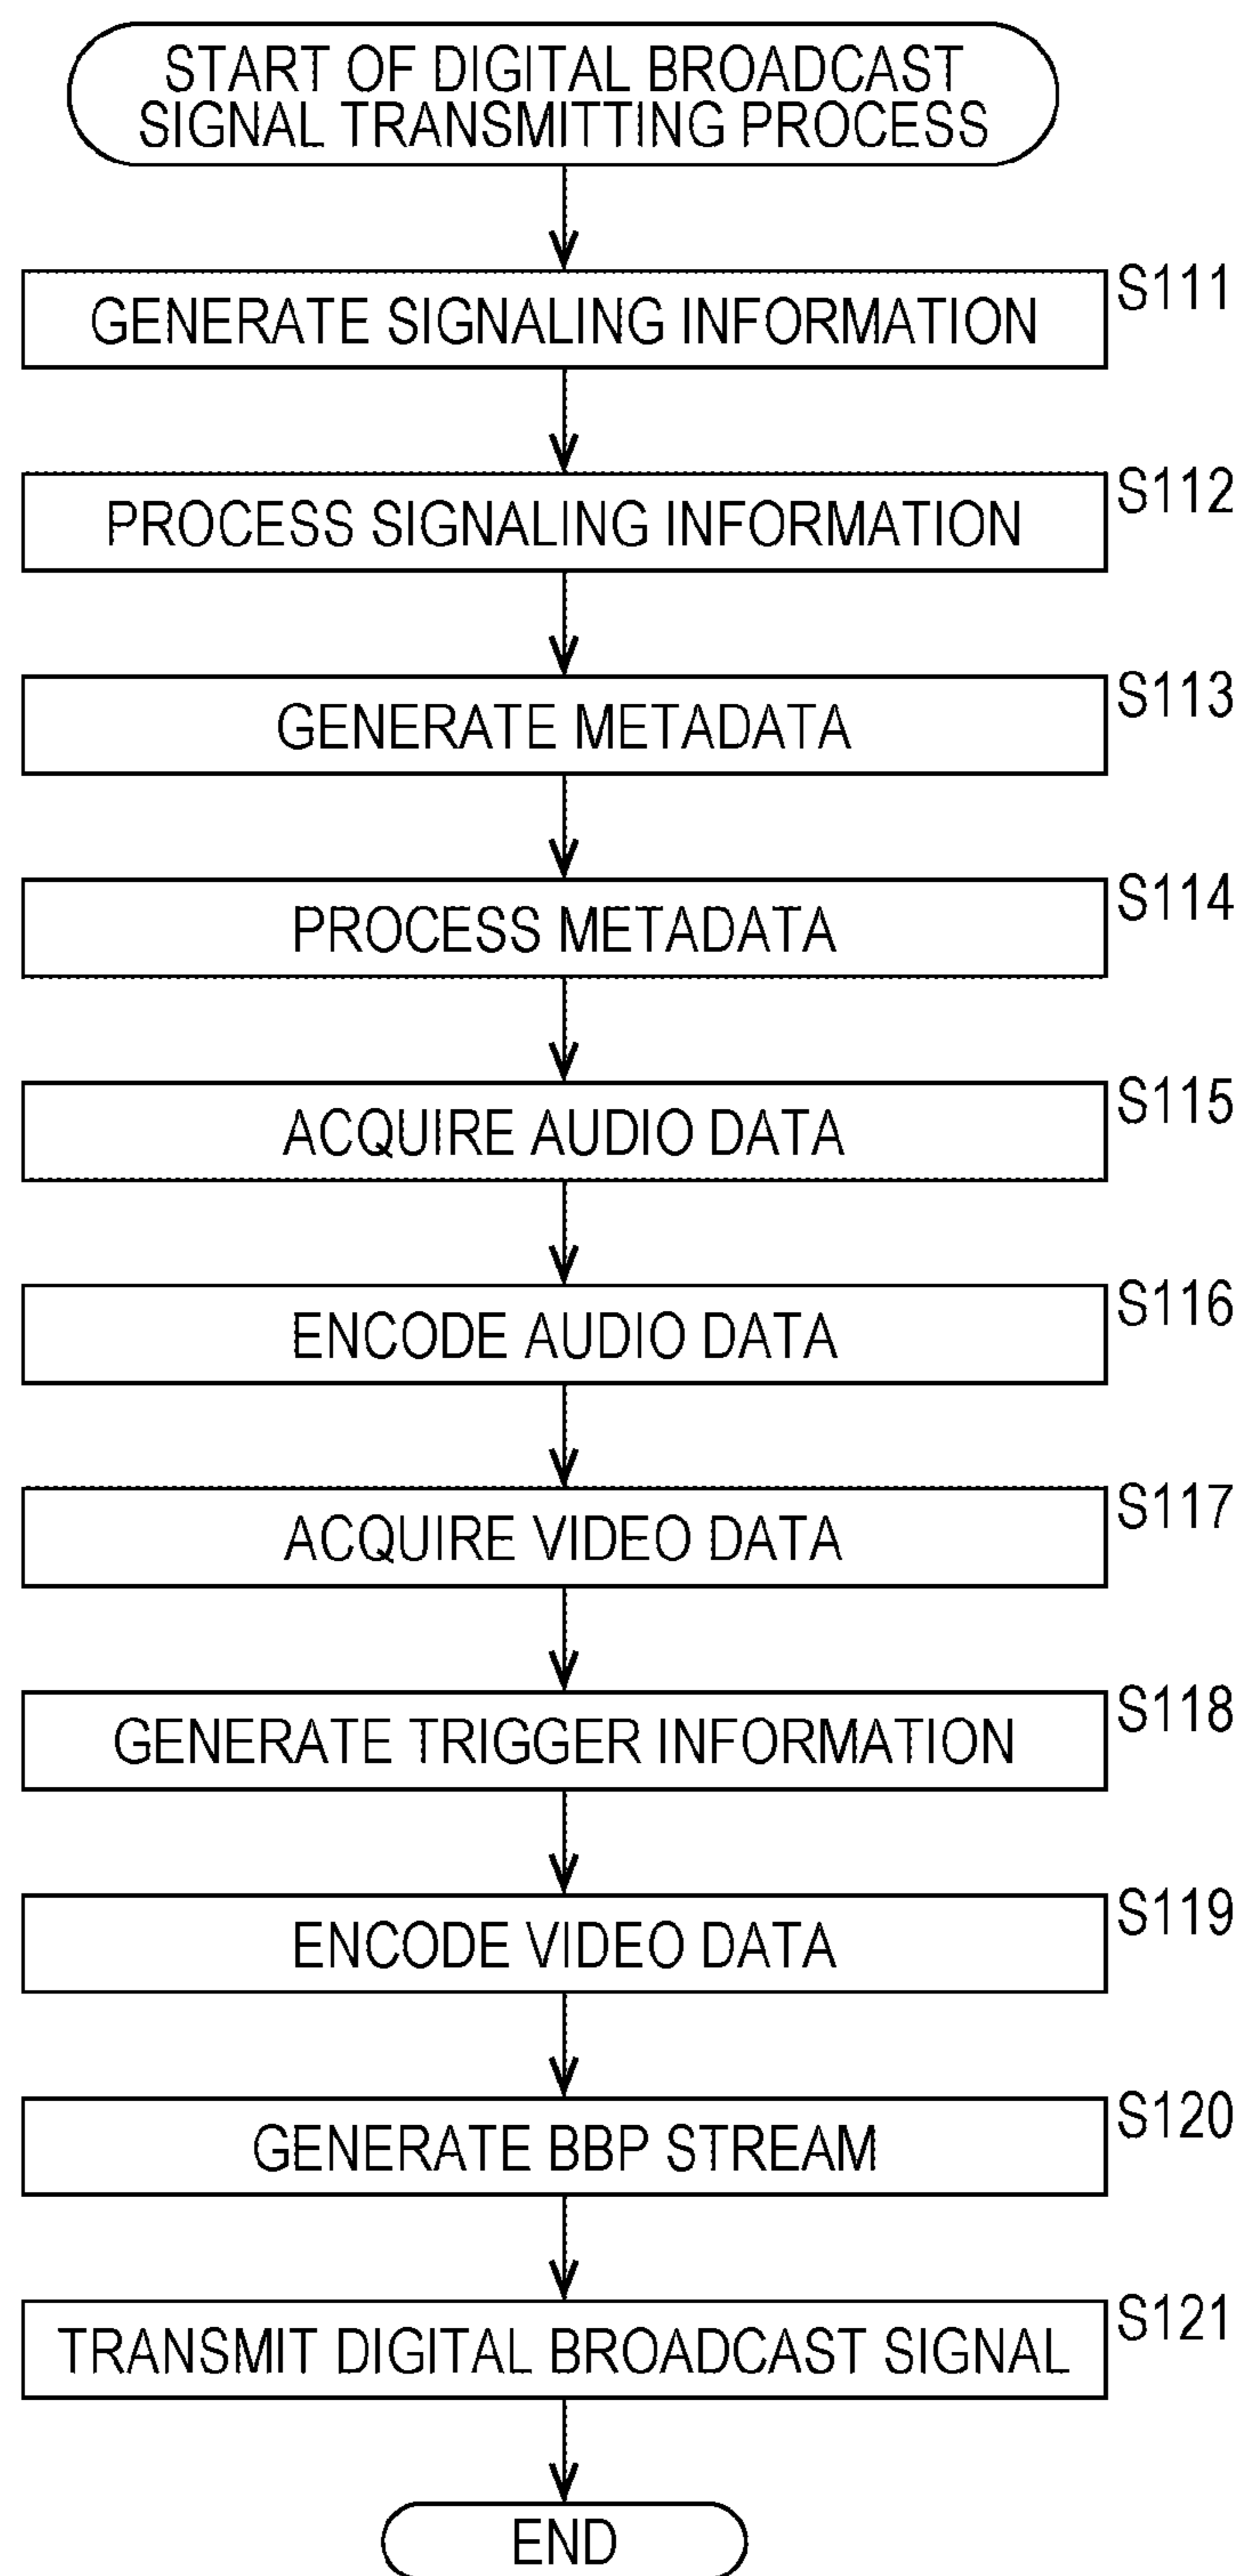 START OF DIGITAL BROADCAST
SIGNAL TRANSMITTING PROCESS
S111
GENERATE SIGNALING INFORMATION
S112
PROCESS SIGNALING INFORMATION
S113
GENERATE METADATA
S114
PROCESS METADATA
S115
ACQUIRE AUDIO DATA
S116
ENCODE AUDIO DATA
S117
ACQUIRE VIDEO DATA
S118
GENERATE TRIGGER INFORMATION
S119
ENCODE VIDEO DATA
S120
GENERATE BBP STREAM
S121
TRANSMIT DIGITAL BROADCAST SIGNAL
END